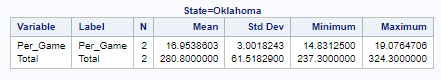 State=Oklahoma
Variable Label N Mean Std Dev Minimum Maximum
Per_Game Per_Game 2 16.9538603 3.0018243 14.8312500 19.0764706
Total Total 2 280.8000000 61.5182900 237.3000000 324.3000000